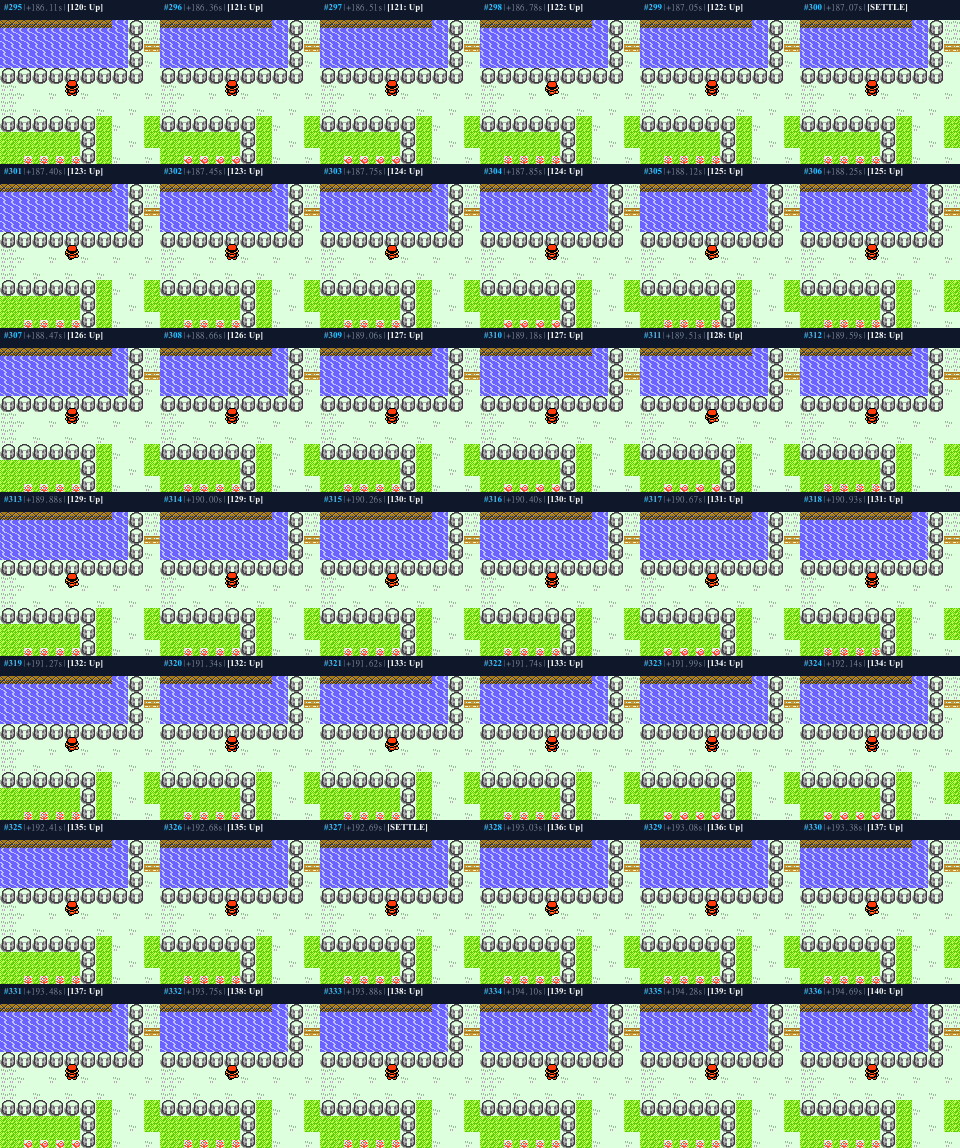 #295 |+186.11s| [120: Up] #296 |+186.36s| [121: Up] #297 |+186.51s| [121: Up] #298 |+186.78s| [122: Up] #299 |+187.05s| [122: Up] #300 |+187.07s| [SETTLE]
#301 |+187.40s| [123: Up] #302 |+187.45s| [123: Up] #303 |+187.75s| [124: Up] #304 |+187.85s| [124: Up] #305 |+188.12s| [125: Up] #306 |+188.25s| [125: Up]
#307 |+188.47s| [126: Up] #308 |+188.66s| [126: Up] #309 |+189.06s| [127: Up] #310 |+189.18s| [127: Up] #311 |+189.51s| [128: Up] #312 |+189.59s| [128: Up]
#313 |+189.88s| [129: Up] #314 |+190.00s| [129: Up] #315 |+190.26s| [130: Up] #316 |+190.40s| [130: Up] #317 |+190.67s| [131: Up] #318 |+190.93s| [131: Up]
#319 |+191.27s| [132: Up] #320 |+191.34s| [132: Up] #321 |+191.62s| [133: Up] #322 |+191.74s| [133: Up] #323 |+191.99s| [134: Up] #324 |+192.14s| [134: Up]
#325 |+192.41s| [135: Up] #326 |+192.68s| [135: Up] #327 |+192.69s| [SETTLE] #328 |+193.03s| [136: Up] #329 |+193.08s| [136: Up] #330 |+193.38s| [137: Up]
#331 |+193.48s| [137: Up] #332 |+193.75s| [138: Up] #333 |+193.88s| [138: Up] #334 |+194.10s| [139: Up] #335 |+194.28s| [139: Up] #336 |+194.69s| [140: Up]